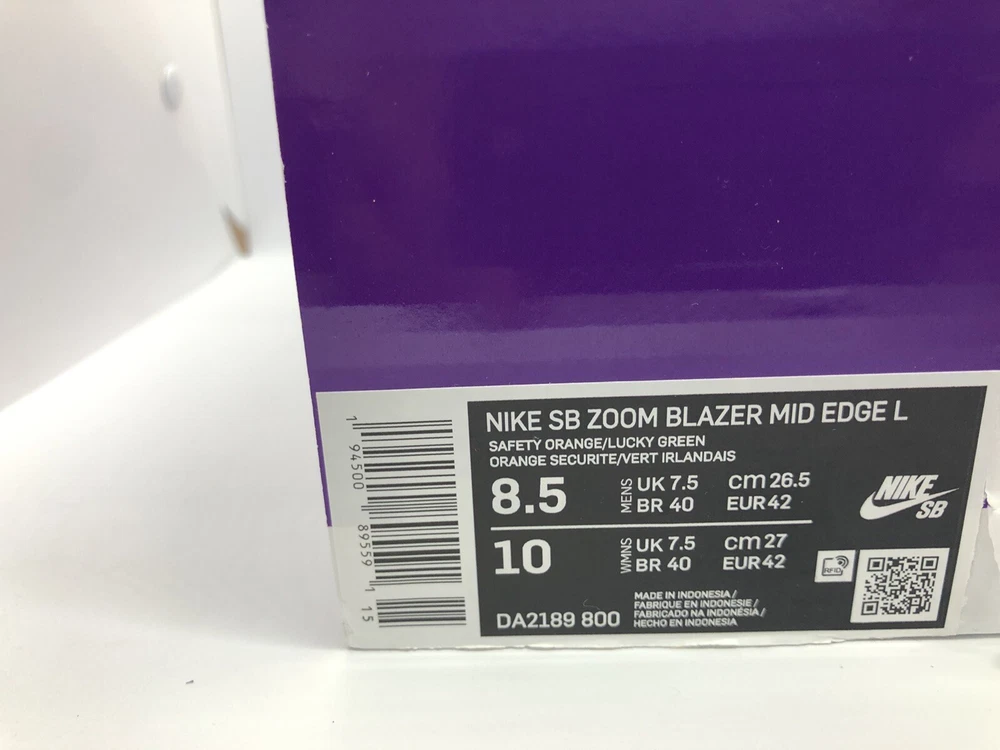 NIKE SB ZOOM BLAZER MID EDGE L
SAFETY ORANGE/LUCKY GREEN
ORANGE SECURITE/VERT IRLANDAIS
8.5 MENS UK 7.5 cm 26.5
BR 40 EUR 42
10 WMNS UK 7.5 cm 27
BR 40 EUR 42
NIKE
SB
RFID
MADE IN INDONESIA /
FABRIQUE EN INDONESIE /
FABRICADO NA INDONÉSIA /
HECHO EN INDONESIA
DA2189 800
1 94500 89559 1 15